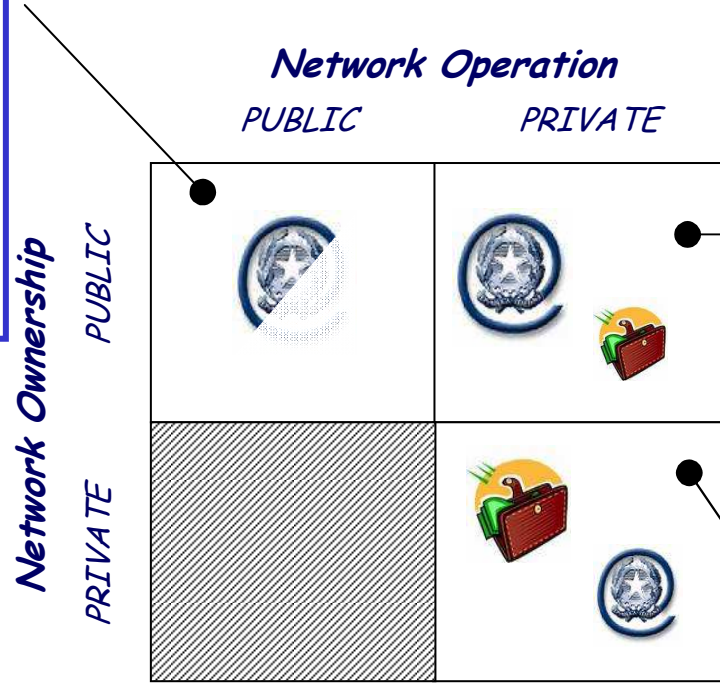 Network Operation
PUBLIC PRIVATE
Network Ownership
PUBLIC
PRIVATE